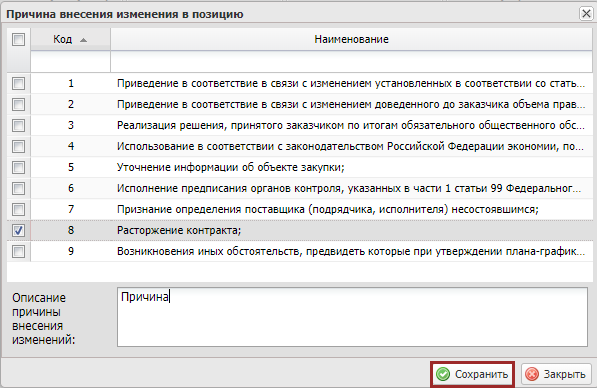 Причина внесения изменения в позицию
Код Наименование
1 Приведение в соответствие в связи с изменением установленных в соответствии со стать...
2 Приведение в соответствие в связи с изменением доведенного до заказчика объема прав...
3 Реализация решения, принятого заказчиком по итогам обязательного общественного обс...
4 Использование в соответствии с законодательством Российской Федерации экономии, по...
5 Уточнение информации об объекте закупки;
6 Исполнение предписания органов контроля, указанных в части 1 статьи 99 Федерального...
7 Признание определения поставщика (подрядчика, исполнителя) несостоявшимся;
8 Расторжение контракта;
9 Возникновения иных обстоятельств, предвидеть которые при утверждении плана-график...
Описание
причины
внесения
изменений:
Причина
Сохранить Закрыть